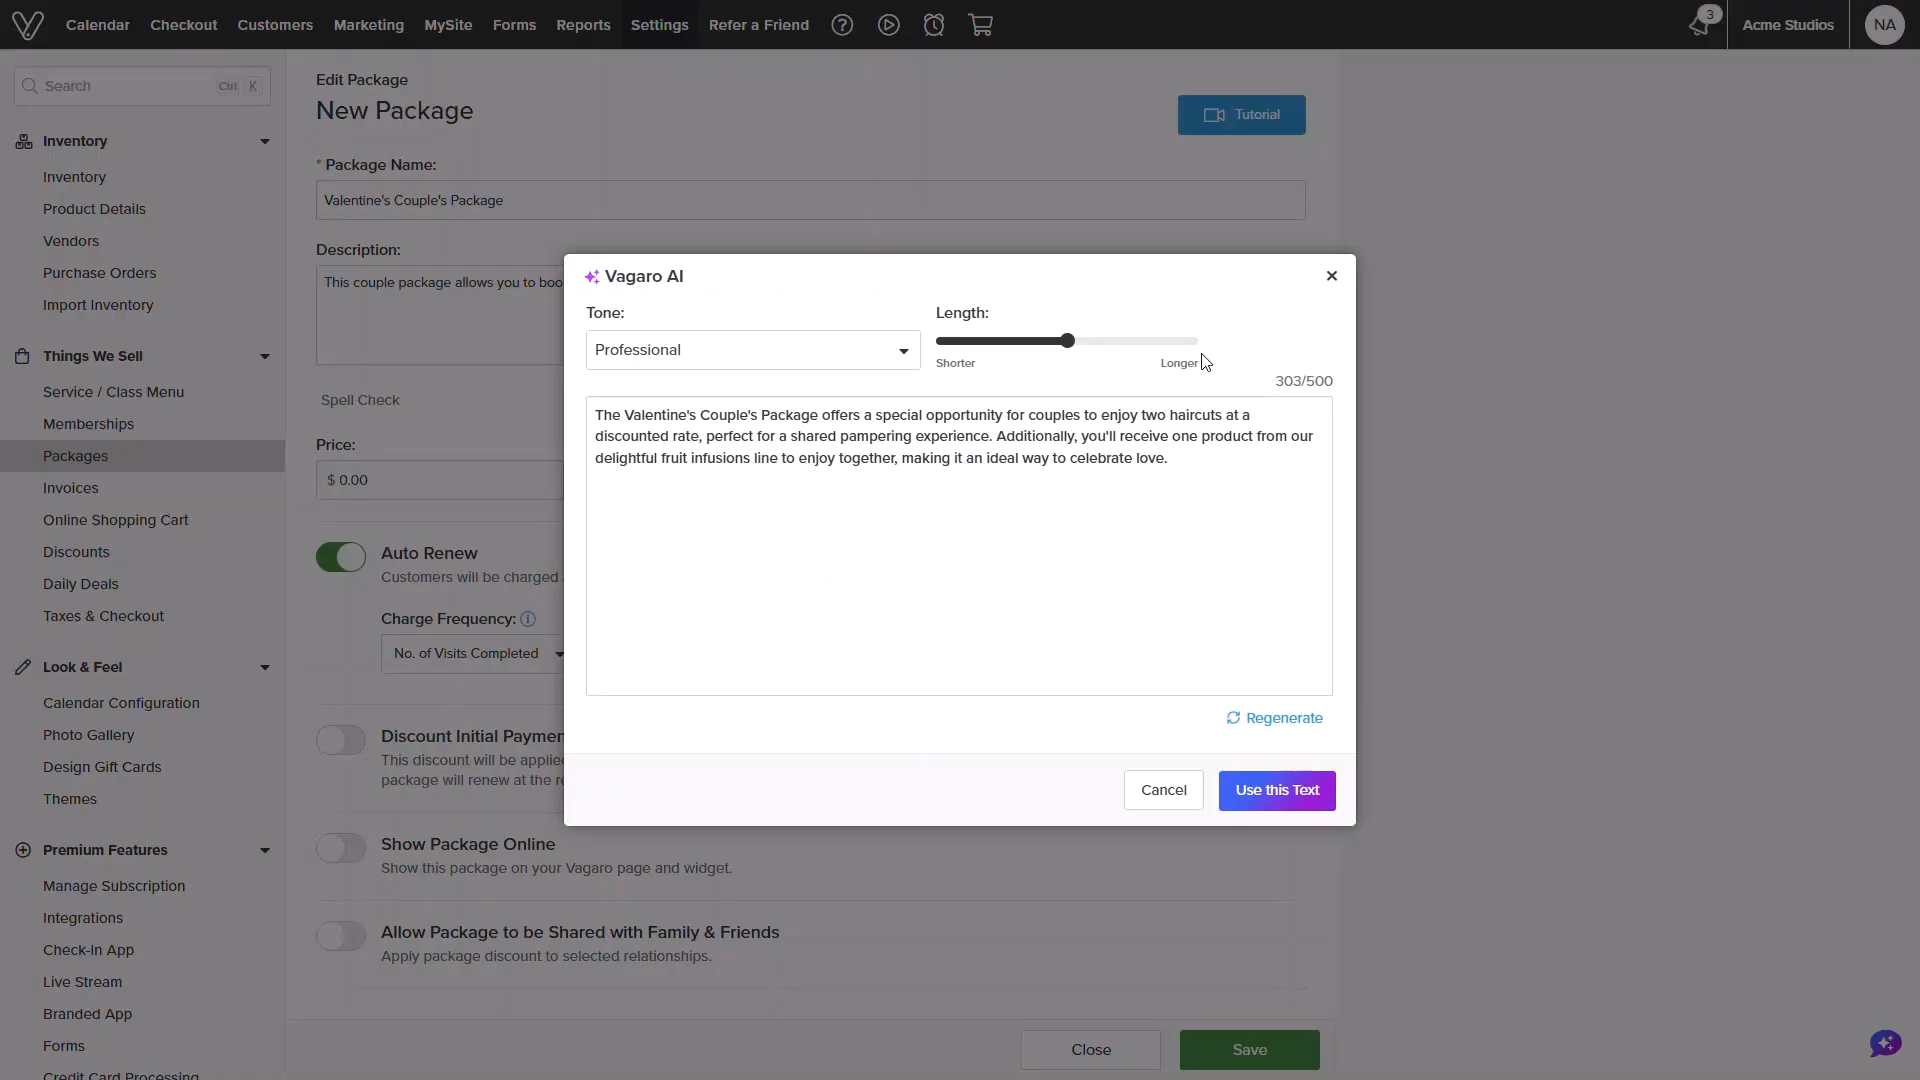 Calendar
Checkout
Customers
Marketing
MySite
Forms
Reports
Settings
Refer a Friend
3
Acme Studios
NA
Search
Ctrl
K
Inventory
Inventory
Product Details
Vendors
Purchase Orders
Import Inventory
Things We Sell
Service / Class Menu
Memberships
Packages
Invoices
Online Shopping Cart
Discounts
Daily Deals
Taxes & Checkout
Look & Feel
Calendar Configuration
Photo Gallery
Design Gift Cards
Themes
Premium Features
Manage Subscription
Integrations
Check-In App
Live Stream
Branded App
Forms
Credit Card Processing
Edit Package
New Package
Tutorial
* Package Name:
Valentine's Couple's Package
Description:
This couple package allows you to boo
Spell Check
Price:
$ 0.00
Auto Renew
Customers will be charged
Charge Frequency:
No. of Visits Completed
Discount Initial Paymen
This discount will be applie
package will renew at the re
Show Package Online
Show this package on your Vagaro page and widget.
Allow Package to be Shared with Family & Friends
Apply package discount to selected relationships.
Close
Save
Vagaro AI
Tone:
Professional
Length:
Shorter
Longer
303/500
The Valentine's Couple's Package offers a special opportunity for couples to enjoy two haircuts at a
discounted rate, perfect for a shared pampering experience. Additionally, you'll receive one product from our
delightful fruit infusions line to enjoy together, making it an ideal way to celebrate love.
Regenerate
Cancel
Use this Text